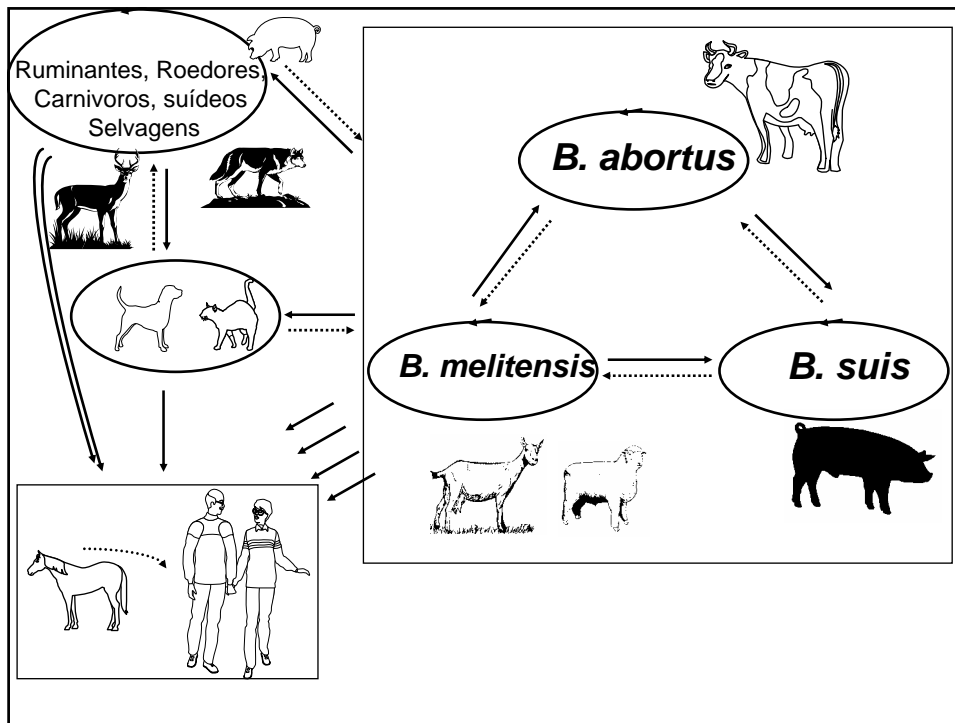 Ruminantes, Roedores,
Carnivoros, suídeos
Selvagens
B. abortus
B. melitensis
B. suis